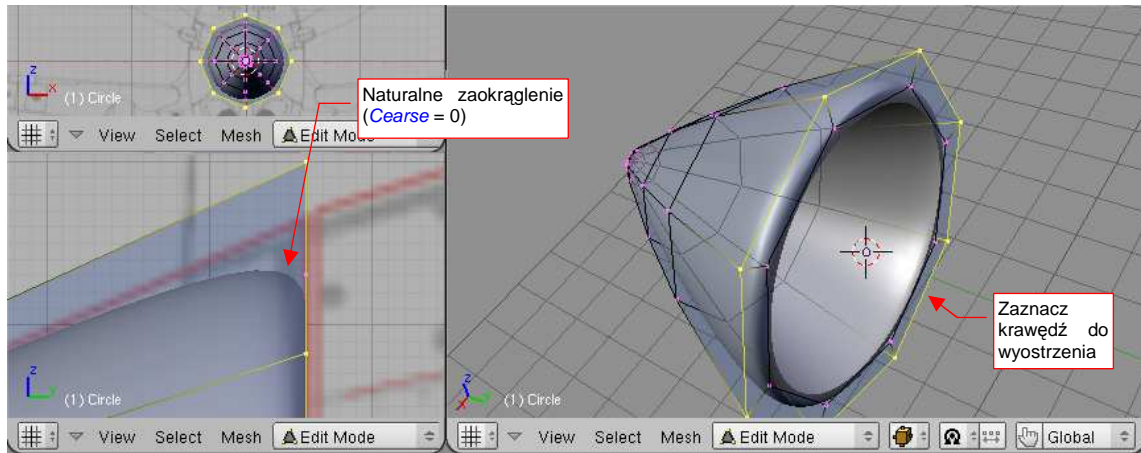 z
x
(1) Circle
Naturalne zaokrąglenie
(Cearse = 0)
View Select Mesh Edit Mode
z
y
(1) Circle
View Select Mesh Edit Mode
Zaznacz
krawędź do
wyostrzenia
z
y
x
(1) Circle
View Select Mesh Edit Mode Global